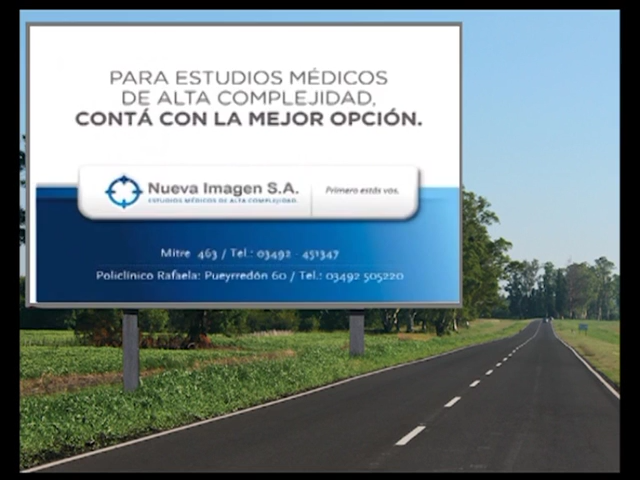 PARA ESTUDIOS MÉDICOS
DE ALTA COMPLEJIDAD,
CONTÁ CON LA MEJOR OPCIÓN.
Nueva Imagen S.A.
ESTUDIOS MÉDICOS DE ALTA COMPLEJIDAD.
Primero estás vos.
Mitre 463 / Tel.: 03492 - 451347
Policlínico Rafaela: Pueyrredón 60 / Tel.: 03492 505220